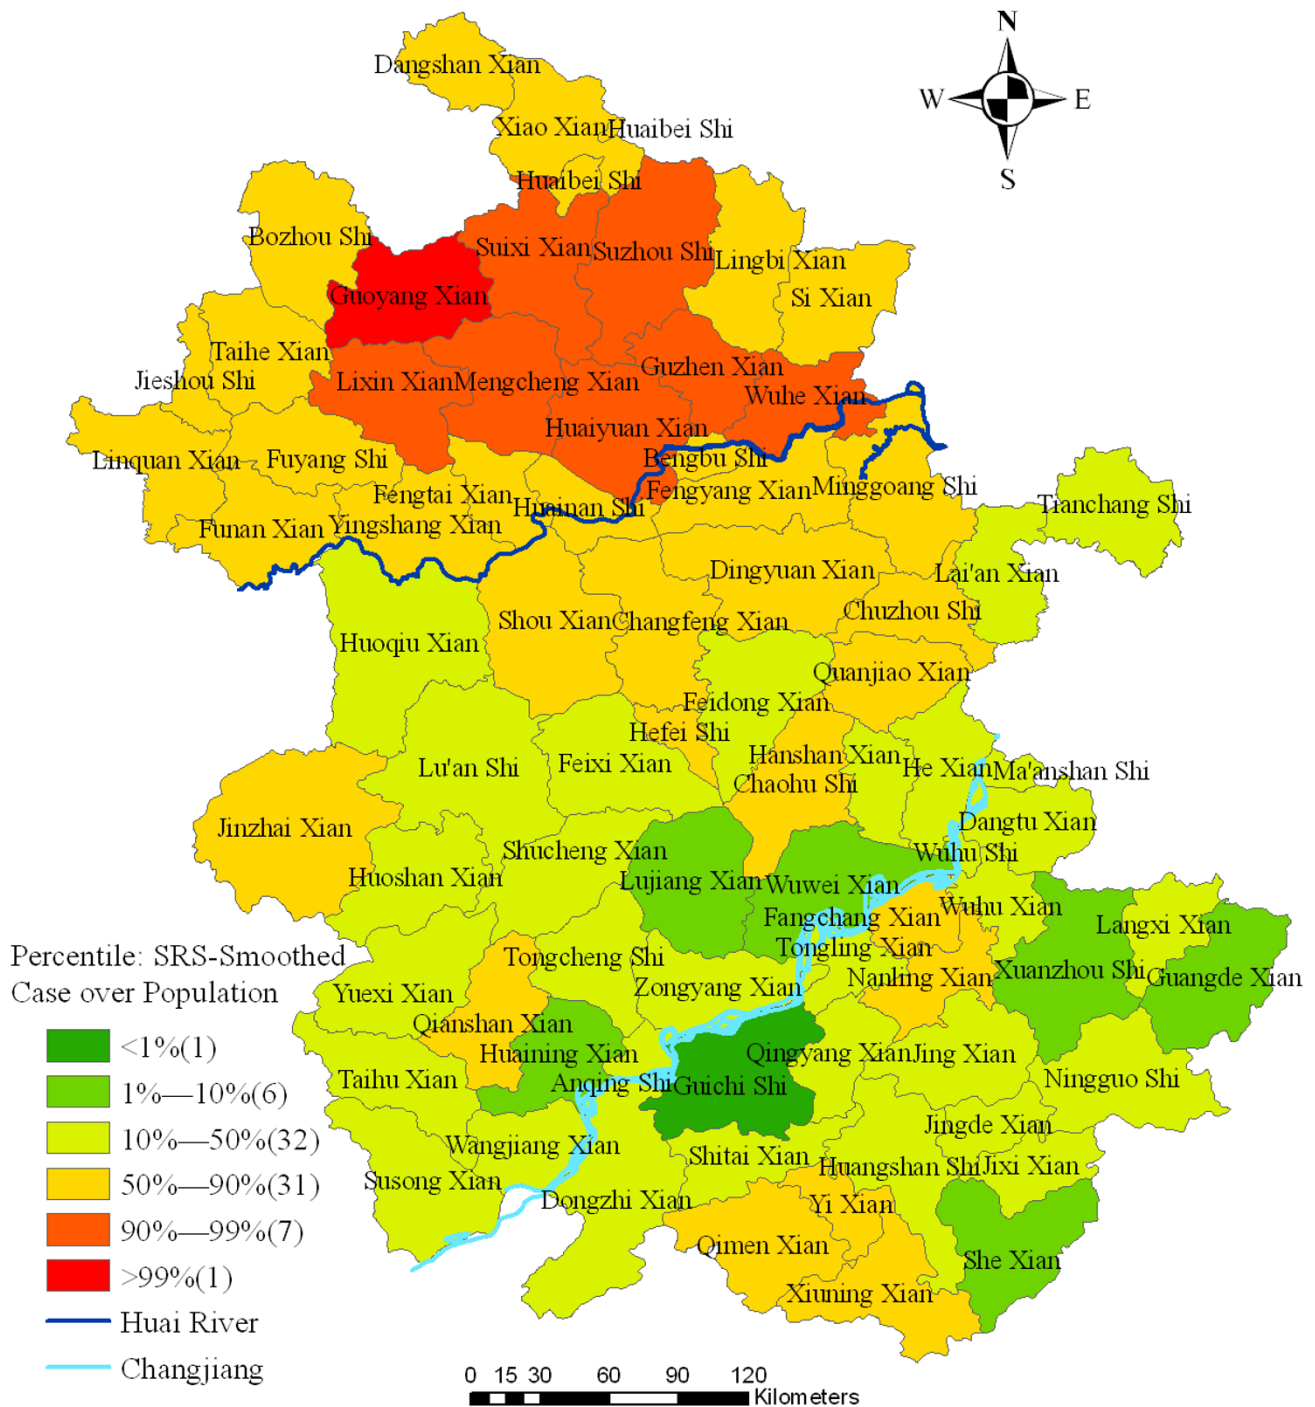 N
Dangshan Xian
W
E
Xiao Xian
Huaibei Shi
S
Huaibei Shi
Bozhou Shi
Suixi Xian
Suzhou Shi
Lingbi Xian
Guoyang Xian
Si Xian
Taihe Xian
Guzhen Xian
Jieshou Shi
Lixin Xian
Mengcheng Xian
Wuhe Xian
Huaiyuan Xian
Linquan Xian
Fuyang Shi
Bengbu Shi
Fengtai Xian
Fengyang Xian
Minggoang Shi
Huainan Shi
Tianchang Shi
Funan Xian
Yingshang Xian
Dingyuan Xian
Lai'an Xian
Shou Xian
Changfeng Xian
Chuzhou Shi
Huoqiu Xian
Quanjiao Xian
Feidong Xian
Hefei Shi
Lu'an Shi
Feixi Xian
Hanshan Xian
He Xian
Ma'anshan Shi
Chaohu Shi
Jinzhai Xian
Dangtu Xian
Shucheng Xian
Wuhu Shi
Huoshan Xian
Lujiang Xian
Wuwei Xian
Fangchang Xian
Wuhu Xian
Langxi Xian
Tongcheng Shi
Tongling Xian
Yuexi Xian
Zongyang Xian
Nanling Xian
Xuanzhou Shi
Guangde Xian
Qianshan Xian
Huaining Xian
Qingyang Xian
Jing Xian
Taihu Xian
Anqing Shi
Guichi Shi
Ningguo Shi
Jingde Xian
Wangjiang Xian
Shitai Xian
Huangshan Shi
Jixi Xian
Susong Xian
Dongzhi Xian
Yi Xian
Qimen Xian
She Xian
Xiuning Xian
Percentile: SRS-Smoothed
Case over Population
<1%(1)
1%—10%(6)
10%—50%(32)
50%—90%(31)
90%—99%(7)
>99%(1)
Huai River
Changjiang
0 15 30 60 90 120
Kilometers